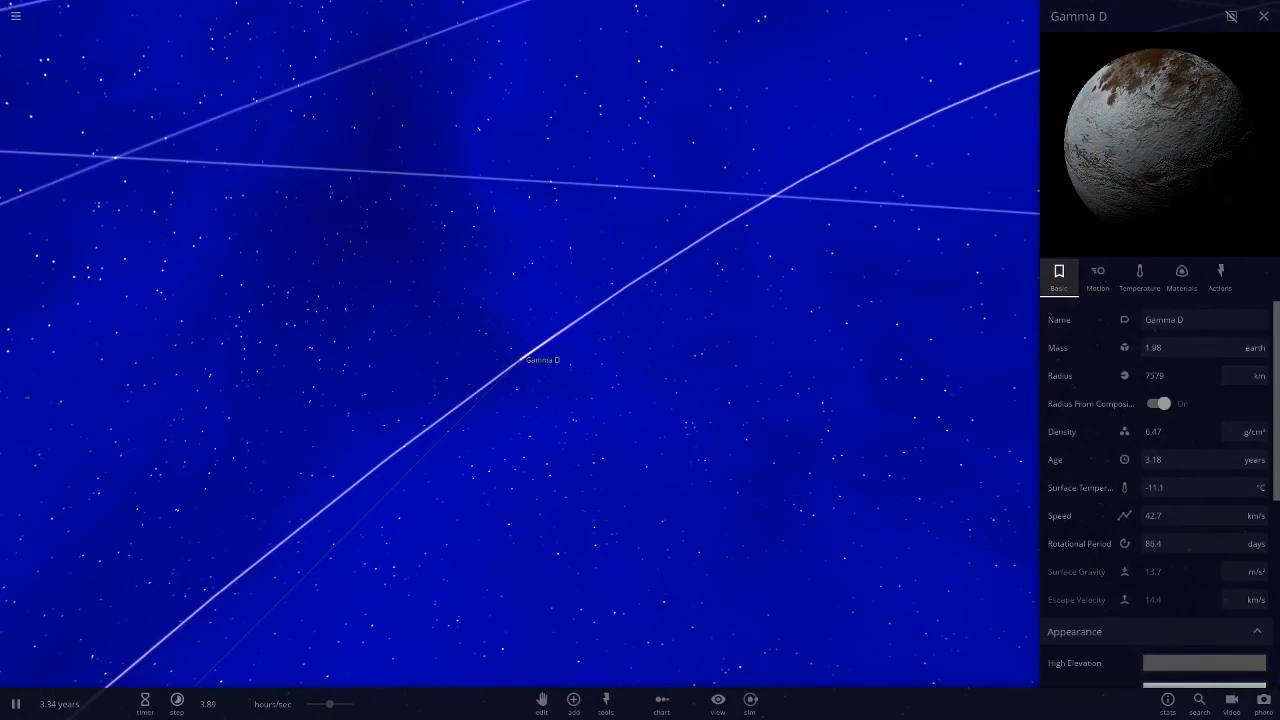 Gamma D
Basic Motion Temperature Materials Actions
Name Gamma D
Mass 1.98 earth
Radius 7579 km
Radius From Composi... On
Density 6.47 g/cm³
Age 3.18 years
Surface Temper... -11.1 °C
Speed 42.7 km/s
Rotational Period 86.4 days
Surface Gravity 13.7 m/s²
Escape Velocity 14.4 km/s
Appearance
High Elevation
Gamma D
3.34 years timer step 3.89 hours/sec edit add tools chart view sim stats search video photo